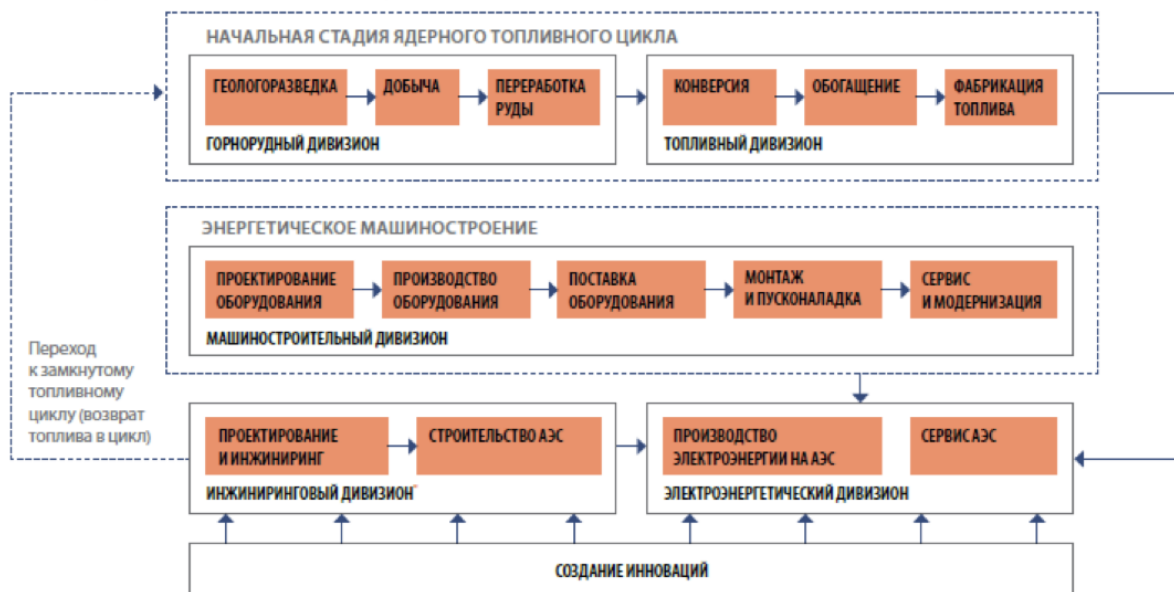 НАЧАЛЬНАЯ СТАДИЯ ЯДЕРНОГО ТОПЛИВНОГО ЦИКЛА
ГЕОЛОГОРАЗВЕДКА
ДОБЫЧА
ПЕРЕРАБОТКА
РУДЫ
ГОРНОРУДНЫЙ ДИВИЗИОН
КОНВЕРСИЯ
ОБОГАЩЕНИЕ
ФАБРИКАЦИЯ
ТОПЛИВА
ТОПЛИВНЫЙ ДИВИЗИОН
ЭНЕРГЕТИЧЕСКОЕ МАШИНОСТРОЕНИЕ
ПРОЕКТИРОВАНИЕ
ОБОРУДОВАНИЯ
ПРОИЗВОДСТВО
ОБОРУДОВАНИЯ
ПОСТАВКА
ОБОРУДОВАНИЯ
МОНТАЖ
И ПУСКОНАЛАДКА
СЕРВИС
И МОДЕРНИЗАЦИЯ
МАШИНОСТРОИТЕЛЬНЫЙ ДИВИЗИОН
Переход
к замкнутому
топливному
циклу (возврат
топлива в цикл)
ПРОЕКТИРОВАНИЕ
И ИНЖИНИРИНГ
СТРОИТЕЛЬСТВО АЭС
ИНЖИНИРИНГОВЫЙ ДИВИЗИОН*
ПРОИЗВОДСТВО
ЭЛЕКТРОЭНЕРГИИ НА АЭС
СЕРВИС АЭС
ЭЛЕКТРОЭНЕРГЕТИЧЕСКИЙ ДИВИЗИОН
СОЗДАНИЕ ИННОВАЦИЙ